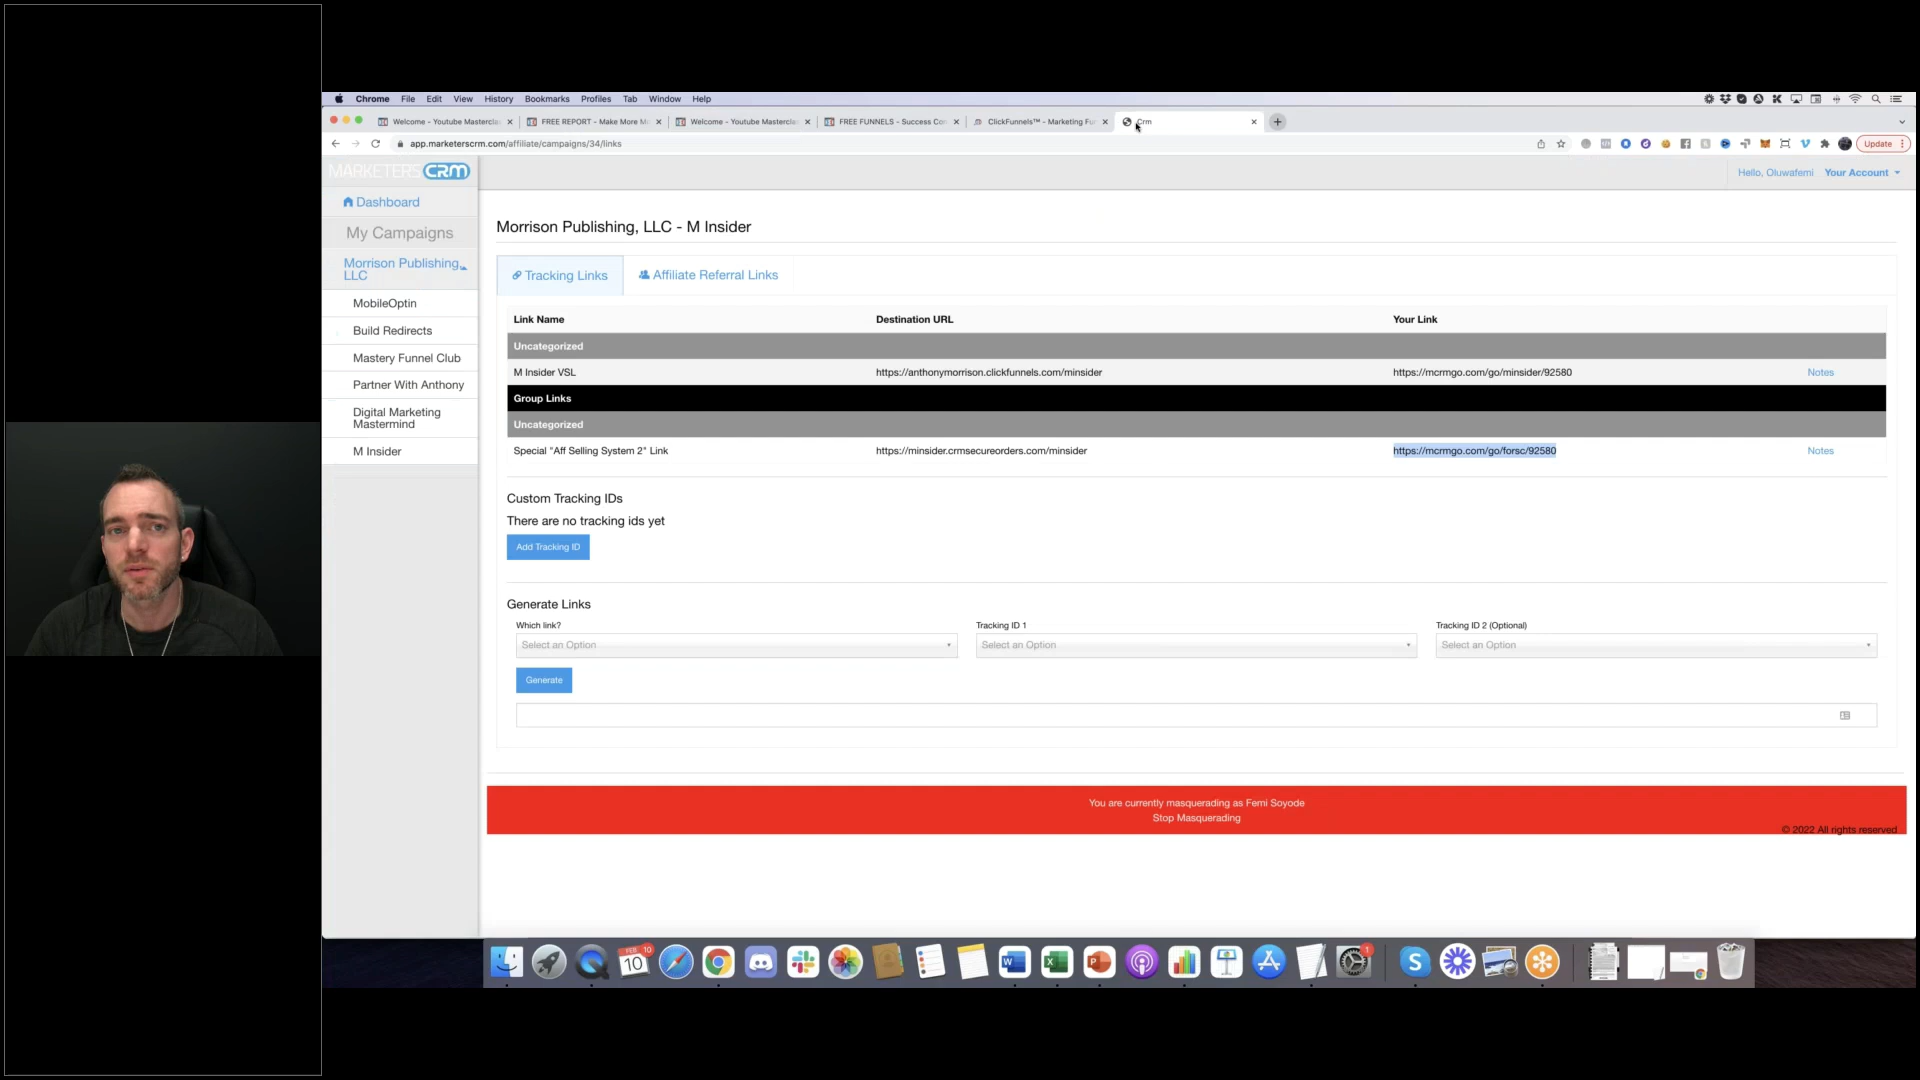 Chrome File Edit View History Bookmarks Profiles Tab Window Help
Welcome - Youtube Mastercla FREE REPORT - Make More M Welcome - Youtube Mastercla FREE FUNNELS - Success Co ClickFunnels™ - Marketing Fu Crm
app.marketerscrm.com/affiliate/campaigns/34/links Update
MARKETERS CRM
Hello, Oluwafemi Your Account
Dashboard
My Campaigns
Morrison Publishing,
LLC
MobileOptin
Build Redirects
Mastery Funnel Club
Partner With Anthony
Digital Marketing
Mastermind
M Insider
Morrison Publishing, LLC - M Insider
Tracking Links Affiliate Referral Links
Link Name Destination URL Your Link
Uncategorized
M Insider VSL https://anthonymorrison.clickfunnels.com/minsider https://mcrmgo.com/go/minsider/92580 Notes
Group Links
Uncategorized
Special "Aff Selling System 2" Link https://minsider.crmsecureorders.com/minsider https://mcrmgo.com/go/forsc/92580 Notes
Custom Tracking IDs
There are no tracking ids yet
Add Tracking ID
Generate Links
Which link? Tracking ID 1 Tracking ID 2 (Optional)
Select an Option Select an Option Select an Option
Generate
You are currently masquerading as Femi Soyode
Stop Masquerading
© 2022 All rights reserved
FEB 10
10
1